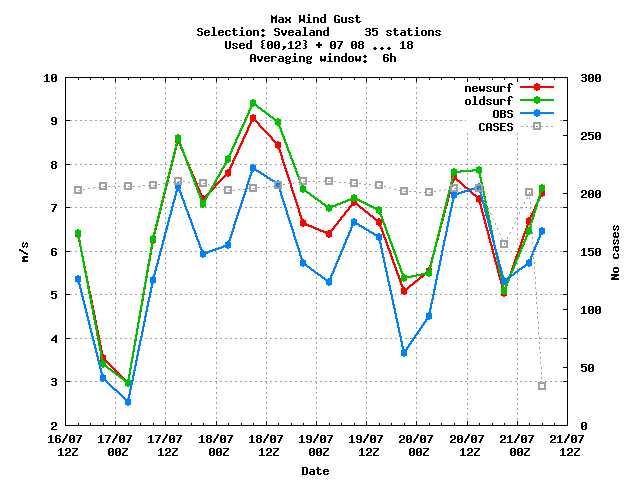 Max Wind Gust
Selection: Svealand 35 stations
Used {00,12} + 07 08 ... 18
Averaging window: 6h
newsurf
oldsurf
OBS
CASES
10
9
8
7
6
5
4
3
2
m/s
300
250
200
150
100
50
0
No cases
16/07 17/07 17/07 18/07 18/07 19/07 19/07 20/07 20/07 21/07 21/07
12Z 00Z 12Z 00Z 12Z 00Z 12Z 00Z 12Z 00Z 12Z
Date